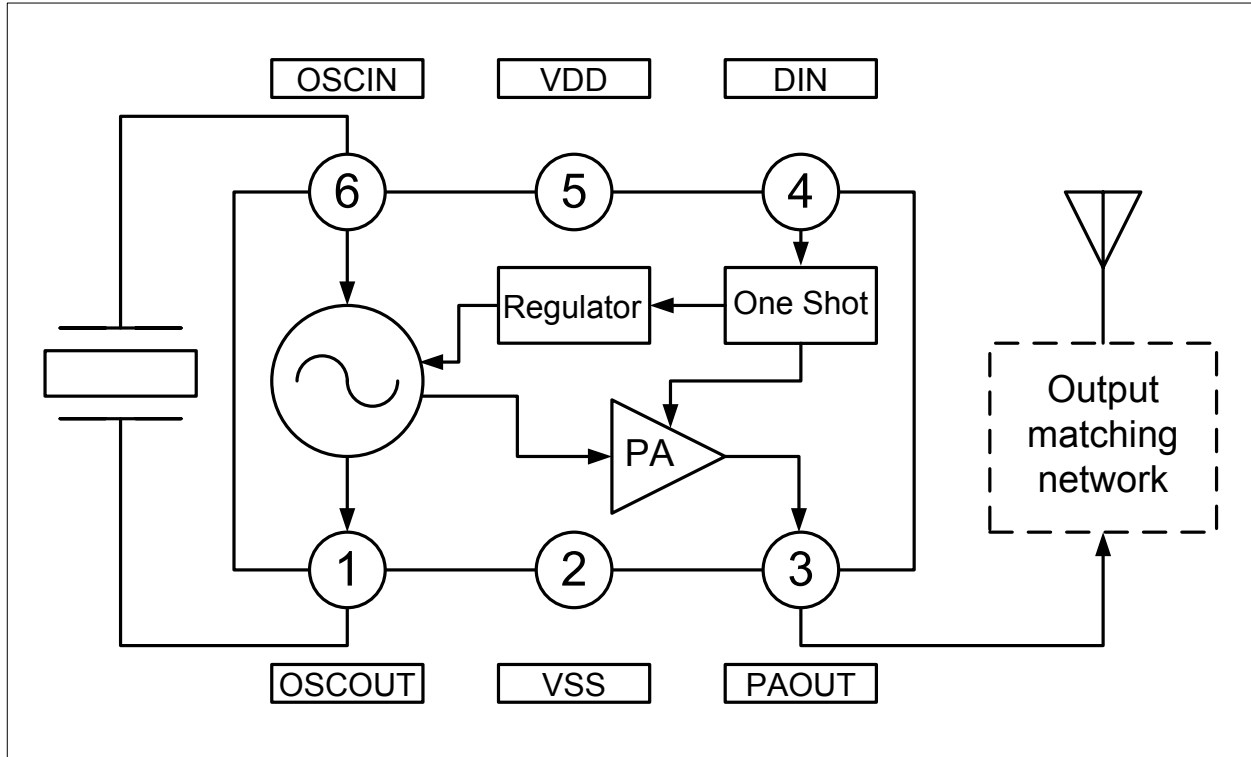 OSCIN
VDD
DIN
6
5
4
Regulator
One Shot
PA
Output
matching
network
1
2
3
OSCOUT
VSS
PAOUT